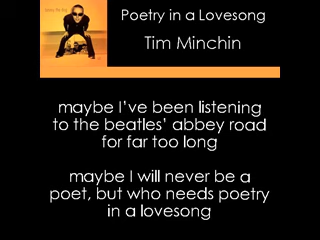 Poetry in a Lovesong
Tim Minchin
maybe I've been listening
to the beatles' abbey road
for far too long
maybe I will never be a
poet, but who needs poetry
in a lovesong